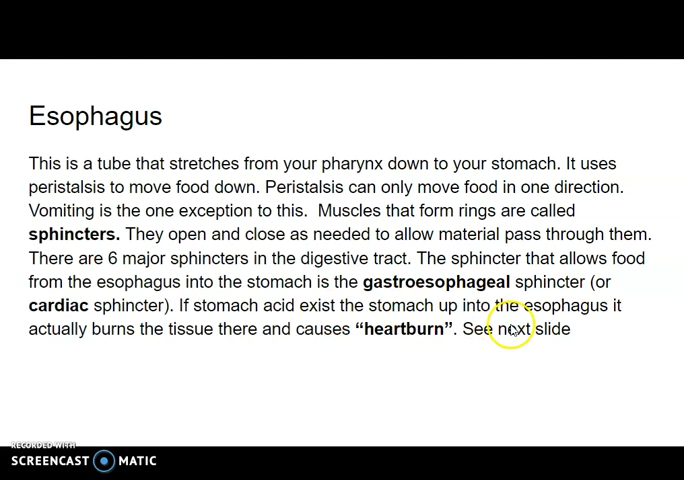 Esophagus
This is a tube that stretches from your pharynx down to your stomach. It uses
peristalsis to move food down. Peristalsis can only move food in one direction.
Vomiting is the one exception to this.  Muscles that form rings are called
sphincters. They open and close as needed to allow material pass through them.
There are 6 major sphincters in the digestive tract. The sphincter that allows food
from the esophagus into the stomach is the gastroesophageal sphincter (or
cardiac sphincter). If stomach acid exist the stomach up into the esophagus it
actually burns the tissue there and causes “heartburn”. See next slide
RECORDED WITH
SCREENCAST MATIC